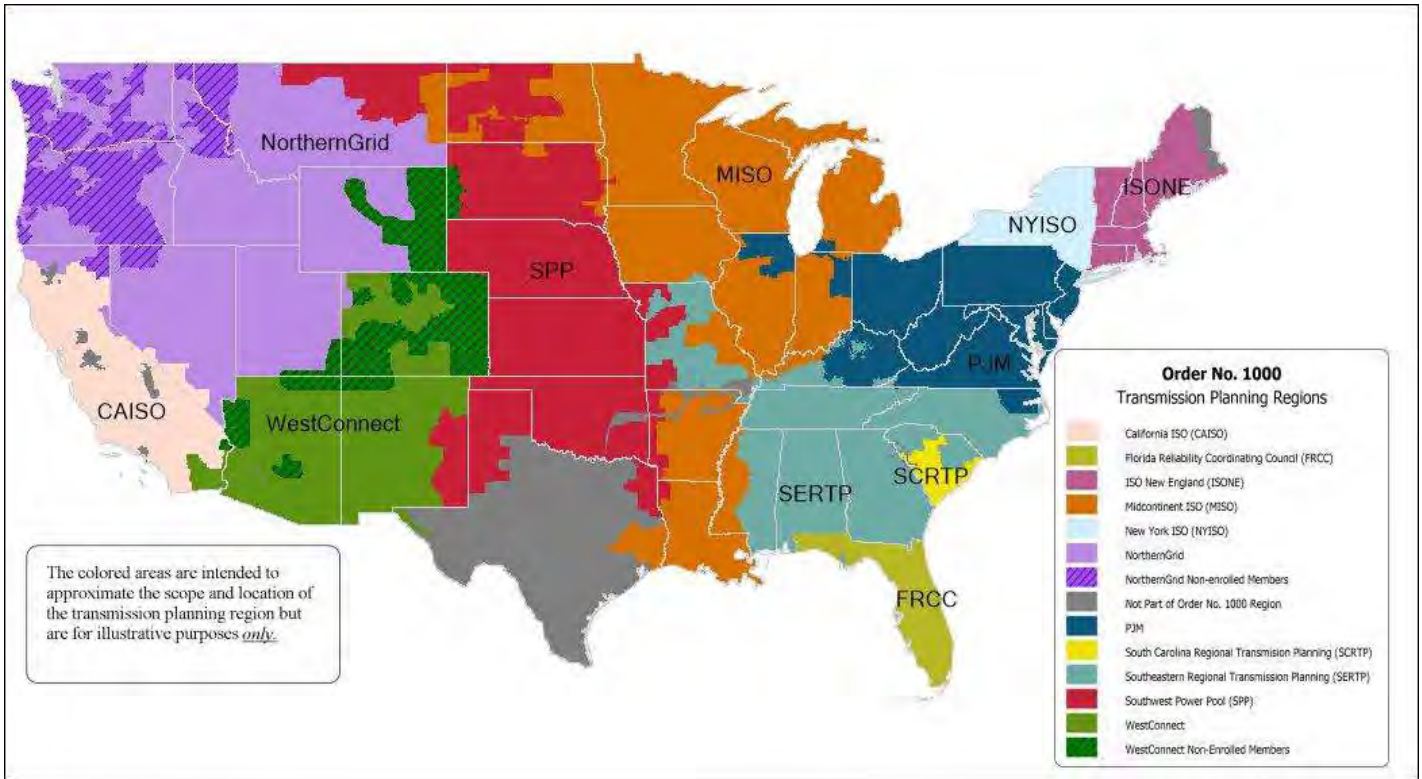 NorthernGrid
MISO
ISONE
NYISO
SPP
PJM
CAISO
WestConnect
SERTP
SCRTP
FRCC
The colored areas are intended to
approximate the scope and location of
the transmission planning region but
are for illustrative purposes only.
Order No. 1000
Transmission Planning Regions
California ISO (CAISO)
Florida Reliability Coordinating Council (FRCC)
ISO New England (ISONE)
Midcontinent ISO (MISO)
New York ISO (NYISO)
NorthernGrid
NorthernGrid Non-enrolled Members
Not Part of Order No. 1000 Region
PJM
South Carolina Regional Transmision Planning (SCRTP)
Southeastern Regional Transmission Planning (SERTP)
Southwest Power Pool (SPP)
WestConnect
WestConnect Non-Enrolled Members